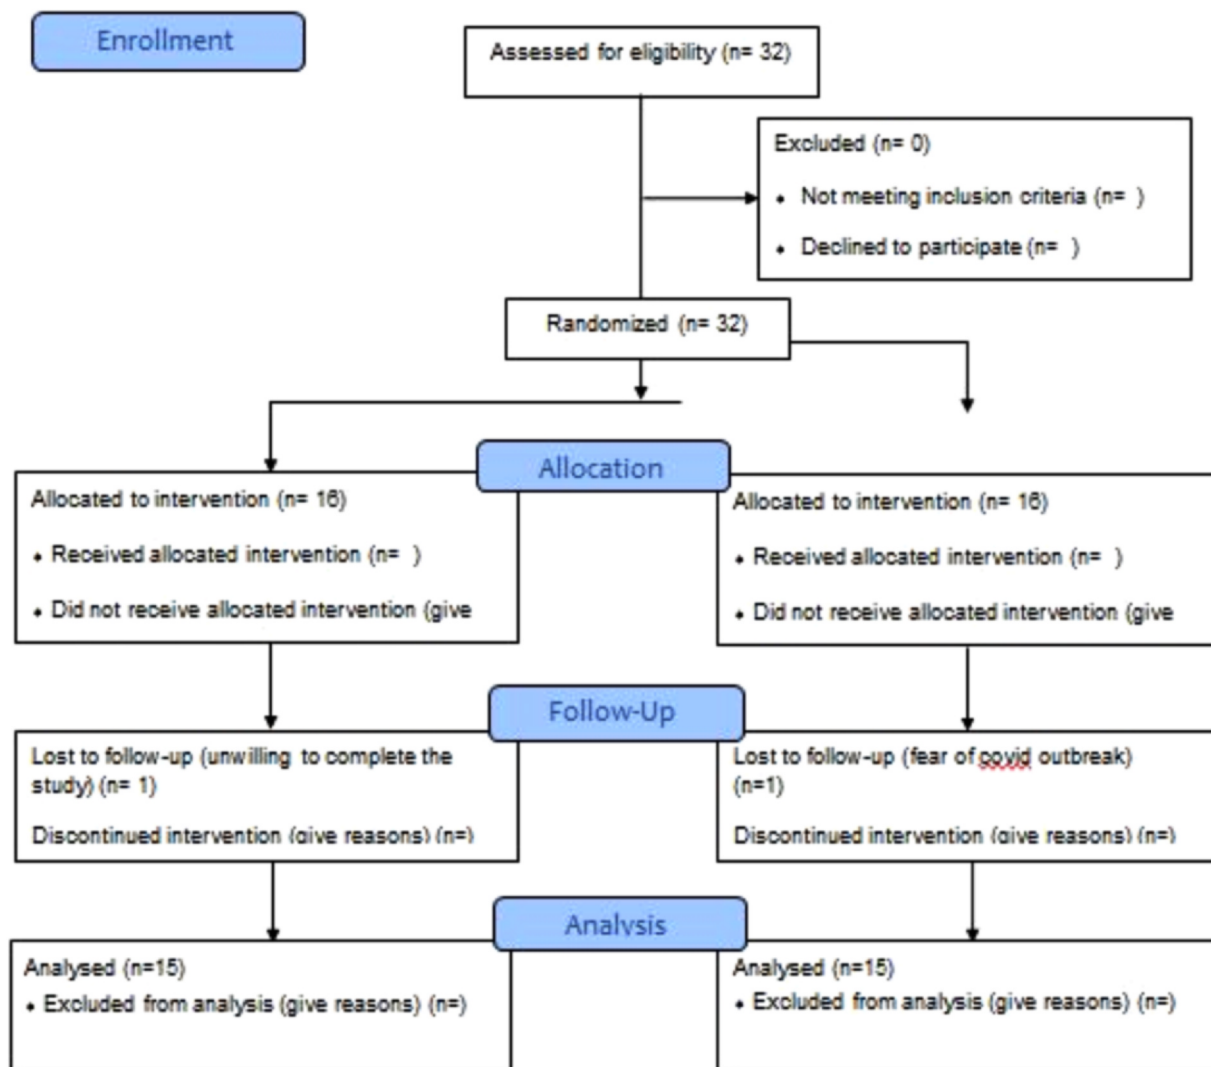 Enrollment
Assessed for eligibility (n= 32)
Excluded (n= 0)
• Not meeting inclusion criteria (n=  )
• Declined to participate (n=  )
Randomized (n= 32)
Allocation
Allocated to intervention (n= 16)
• Received allocated intervention (n=  )
• Did not receive allocated intervention (give
Allocated to intervention (n= 16)
• Received allocated intervention (n=  )
• Did not receive allocated intervention (give
Follow-Up
Lost to follow-up (unwilling to complete the
study) (n= 1)
Discontinued intervention (give reasons) (n=)
Lost to follow-up (fear of covid outbreak)
(n=1)
Discontinued intervention (give reasons) (n=)
Analysis
Analysed (n=15)
• Excluded from analysis (give reasons) (n=)
Analysed (n=15)
• Excluded from analysis (give reasons) (n=)